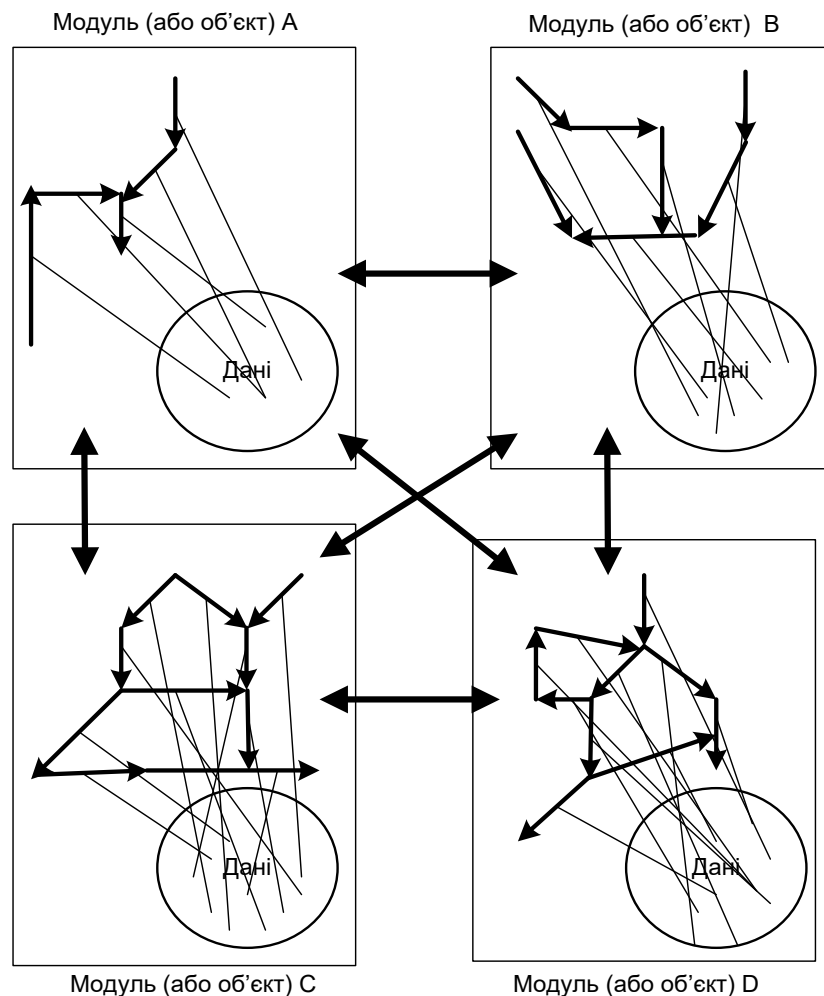 Модуль (або об’єкт) А
Модуль (або об’єкт)  В
Дані
Дані
Дані
Дані
Модуль (або об’єкт) С
Модуль (або об’єкт) D